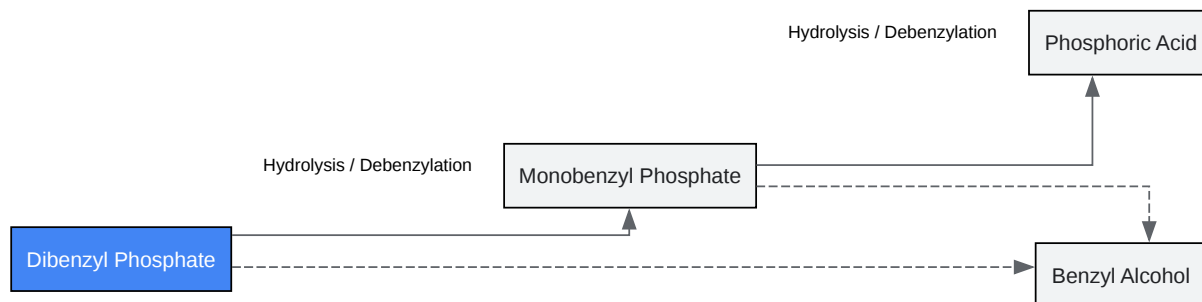 Hydrolysis / Debenzylation
Phosphoric Acid
Hydrolysis / Debenzylation
Monobenzyl Phosphate
Dibenzyl Phosphate
Benzyl Alcohol